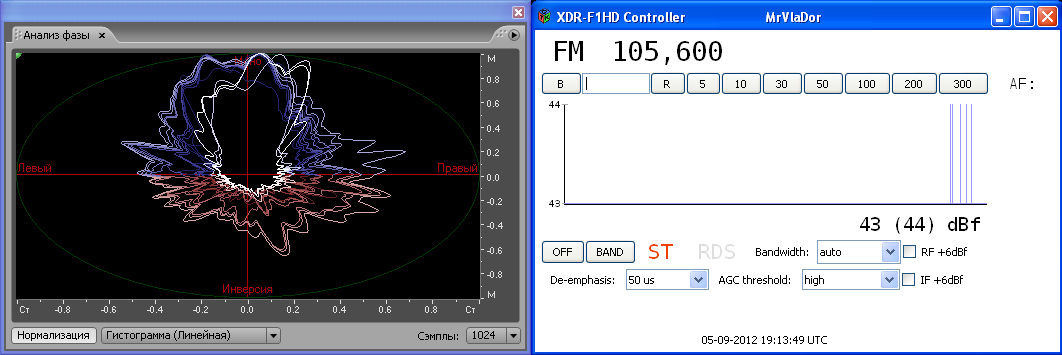 Анализ фазы
Моно
M
0.8
0.6
0.4
0.2
Левый
Правый
0.0
-0.2
-0.4
-0.6
-0.8
Инверсия
M
Ст -0.8 -0.6 -0.4 -0.2 0.0 0.2 0.4 0.6 0.8 Ст
Нормализация Гистограмма (Линейная) Сэмплы: 1024
XDR-F1HD Controller MrVlaDor
FM 105,600
B R 5 10 30 50 100 200 300 AF:
44
43
43 (44) dBf
OFF BAND ST RDS Bandwidth: auto RF +6dBf
De-emphasis: 50 us AGC threshold: high IF +6dBf
05-09-2012 19:13:49 UTC